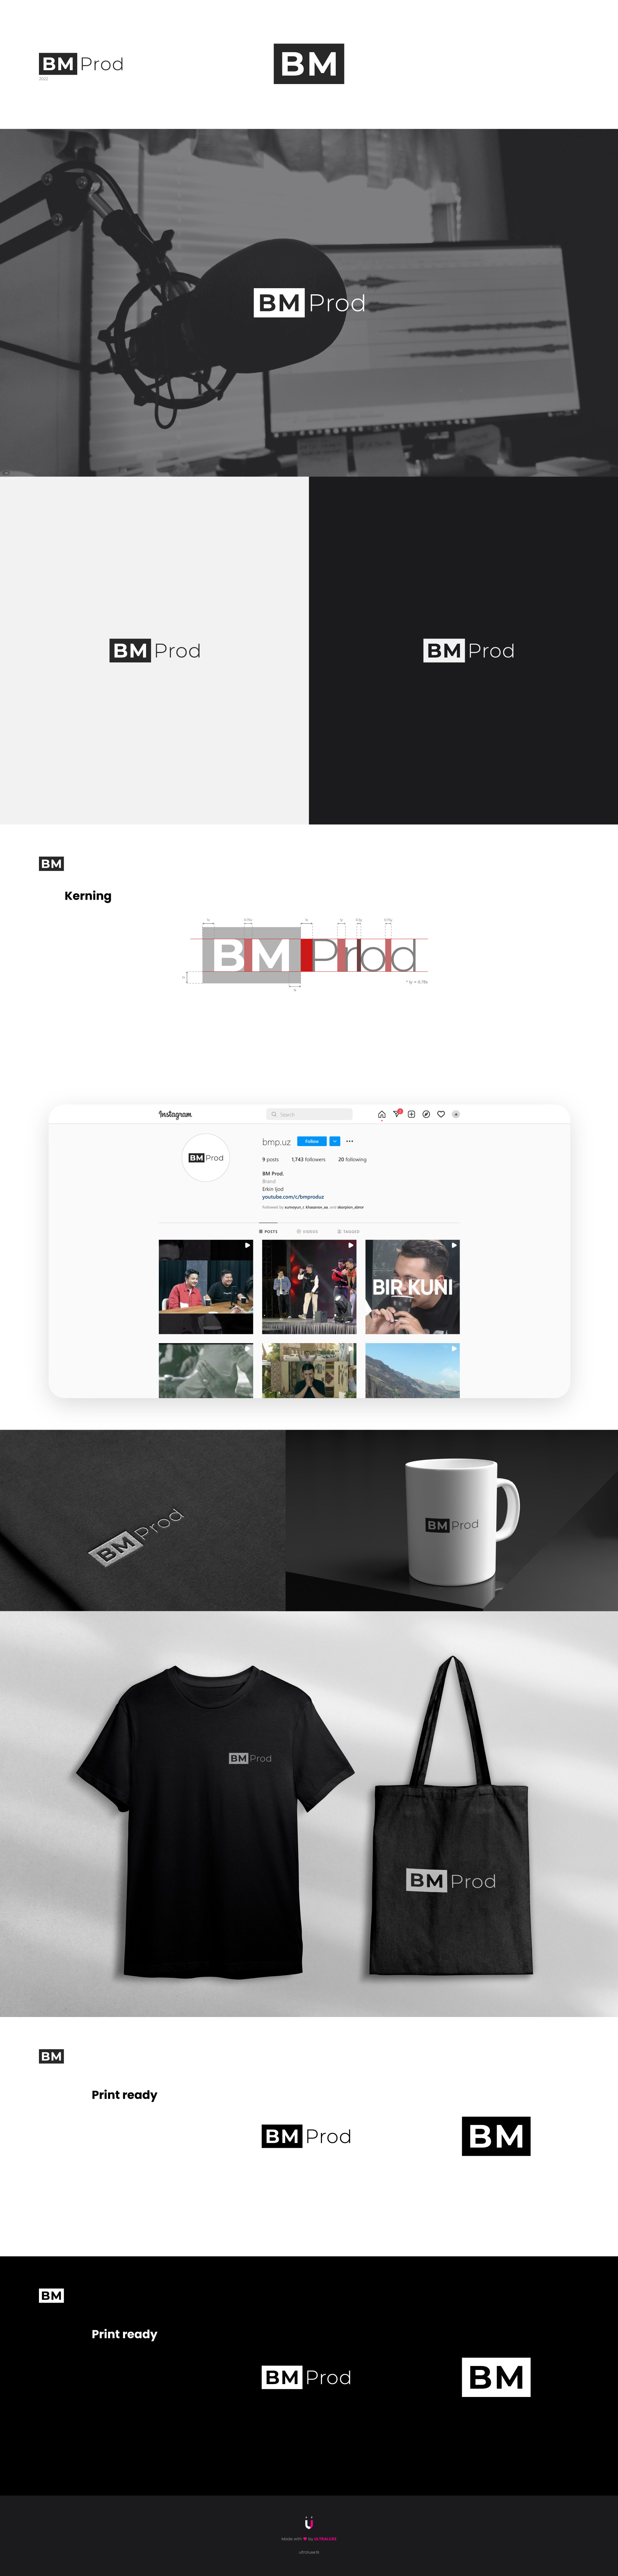 BM Prod
2022
BM
BM Prod
BM Prod
BM Prod
BM
Kerning
BM Prod
Instagram
Search
BM Prod
bmp.uz
Follow
9 posts 1,743 followers 20 following
BM Prod.
Brand
Erkin Ijod
youtube.com/c/bmproduz
POSTS VIDEOS TAGGED
BIR KUNI
BM Prod
BM Prod
BM Prod
BM Prod
BM
Print ready
BM Prod
BM
BM
Print ready
BM Prod
BM